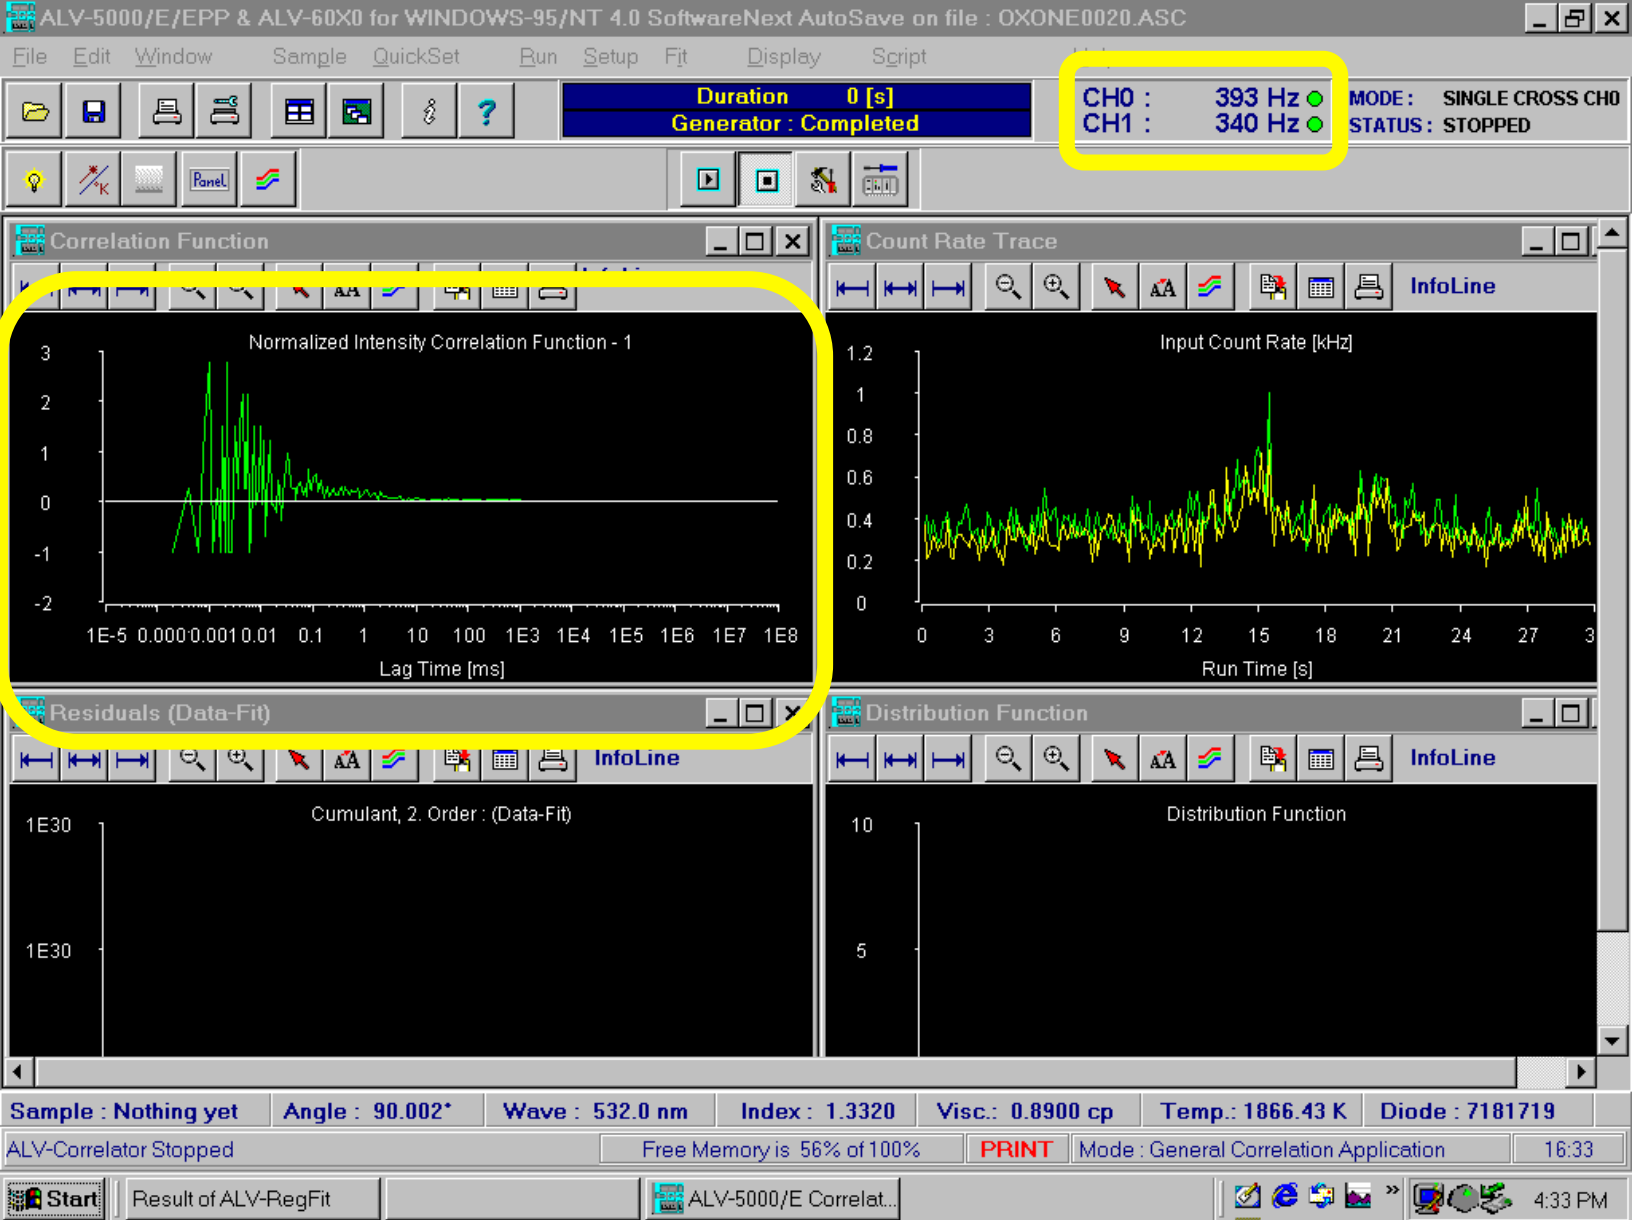 ALV-5000/E/EPP & ALV-60X0 for WINDOWS-95/NT 4.0 SoftwareNext AutoSave on file : OXONE0020.ASC
File Edit Window Sample QuickSet Run Setup Fit Display Script
Duration 0 [s]
Generator : Completed
CH0 : 393 Hz
CH1 : 340 Hz
MODE : SINGLE CROSS CH0
STATUS : STOPPED
Panel
Correlation Function
Normalized Intensity Correlation Function - 1
3
2
1
0
-1
-2
1E-5 0.000 0.001 0.01 0.1 1 10 100 1E3 1E4 1E5 1E6 1E7 1E8
Lag Time [ms]
Count Rate Trace
InfoLine
Input Count Rate [kHz]
1.2
1
0.8
0.6
0.4
0.2
0
0 3 6 9 12 15 18 21 24 27 3
Run Time [s]
Residuals (Data-Fit)
InfoLine
Cumulant, 2. Order : (Data-Fit)
1E30
1E30
Distribution Function
InfoLine
Distribution Function
10
5
Sample : Nothing yet Angle : 90.002° Wave : 532.0 nm Index : 1.3320 Visc.: 0.8900 cp Temp.: 1866.43 K Diode : 7181719
ALV-Correlator Stopped Free Memory is 56% of 100% PRINT Mode : General Correlation Application 16:33
Start Result of ALV-RegFit ALV-5000/E Correlat... 4:33 PM